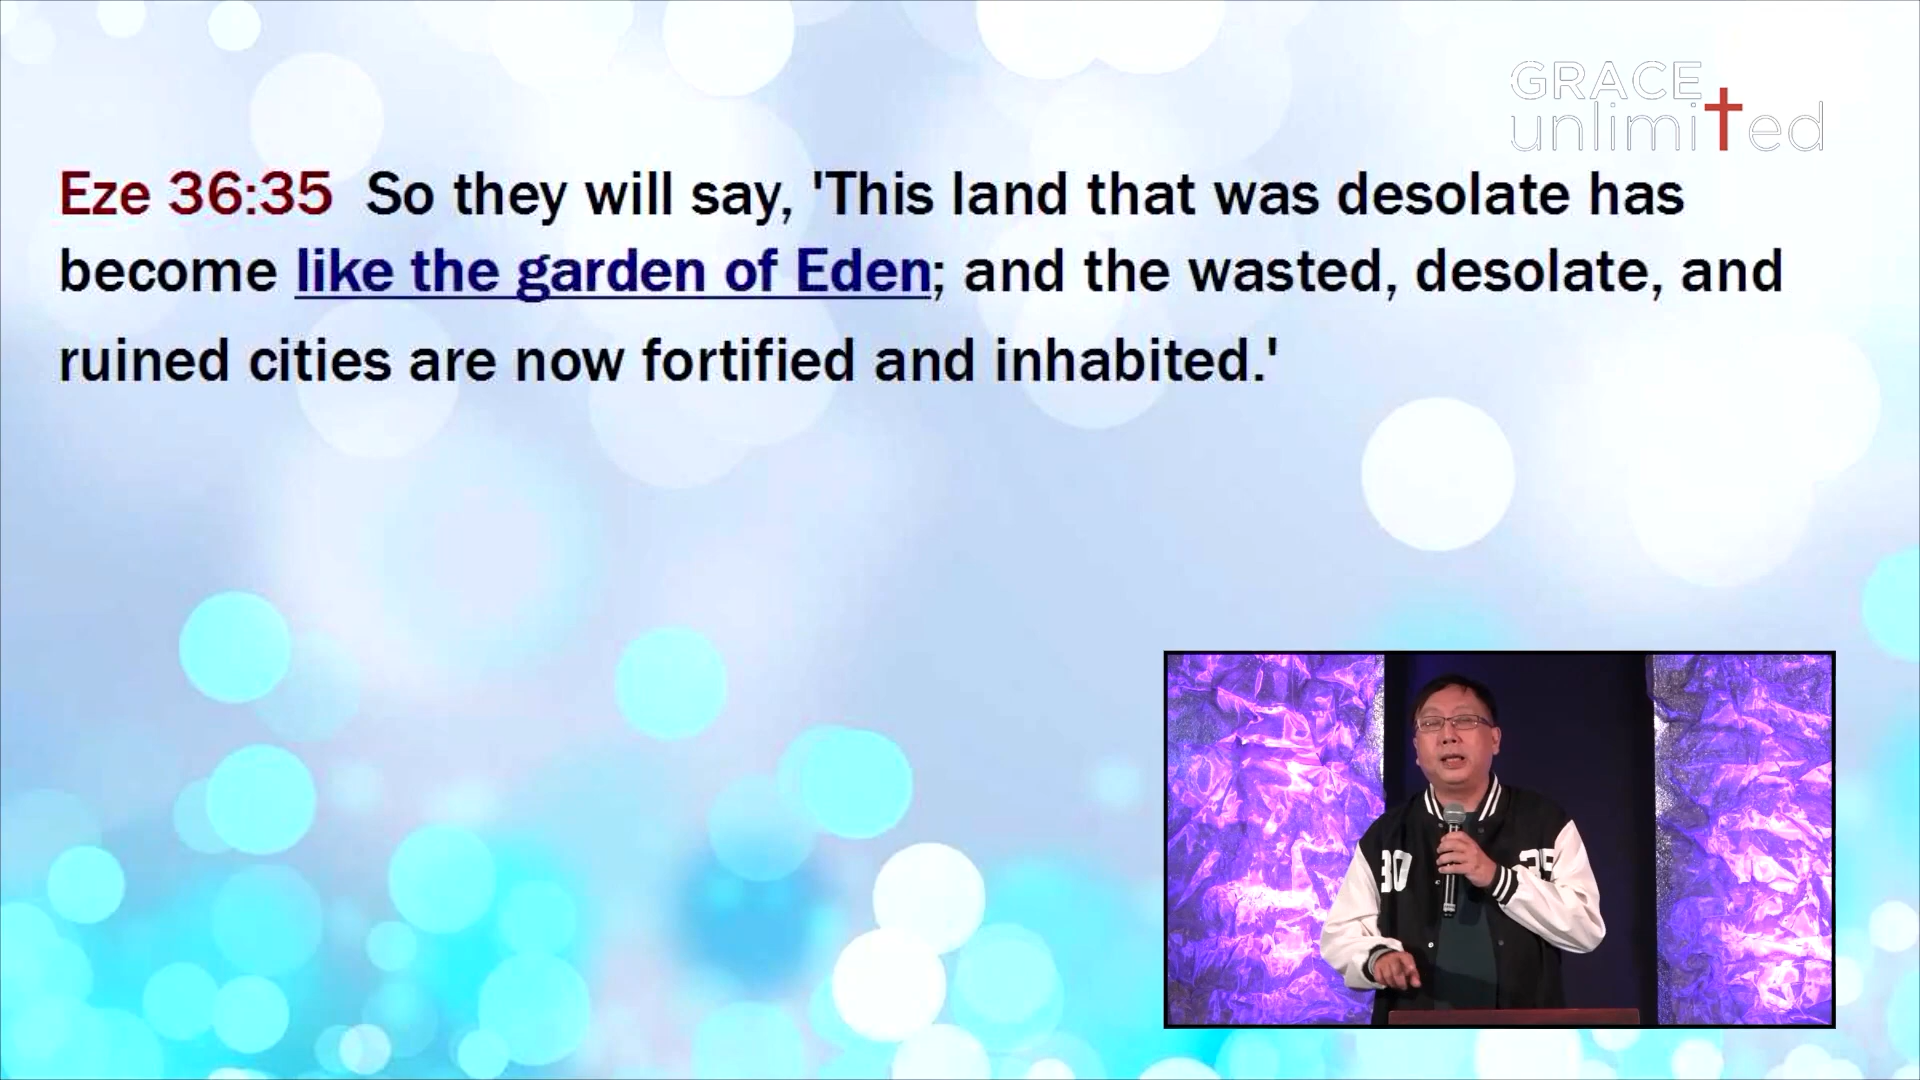 GRACE
unlimited
Eze 36:35 So they will say, 'This land that was desolate has
become like the garden of Eden; and the wasted, desolate, and
ruined cities are now fortified and inhabited.'
30